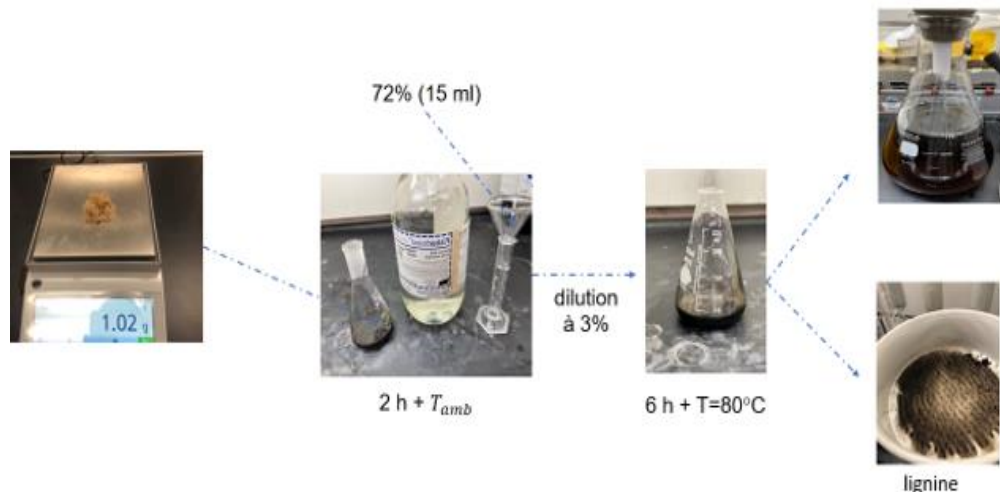 72% (15 ml)
1.02 g
dilution
à 3%
2 h + T_amb
6 h + T=80°C
lignine